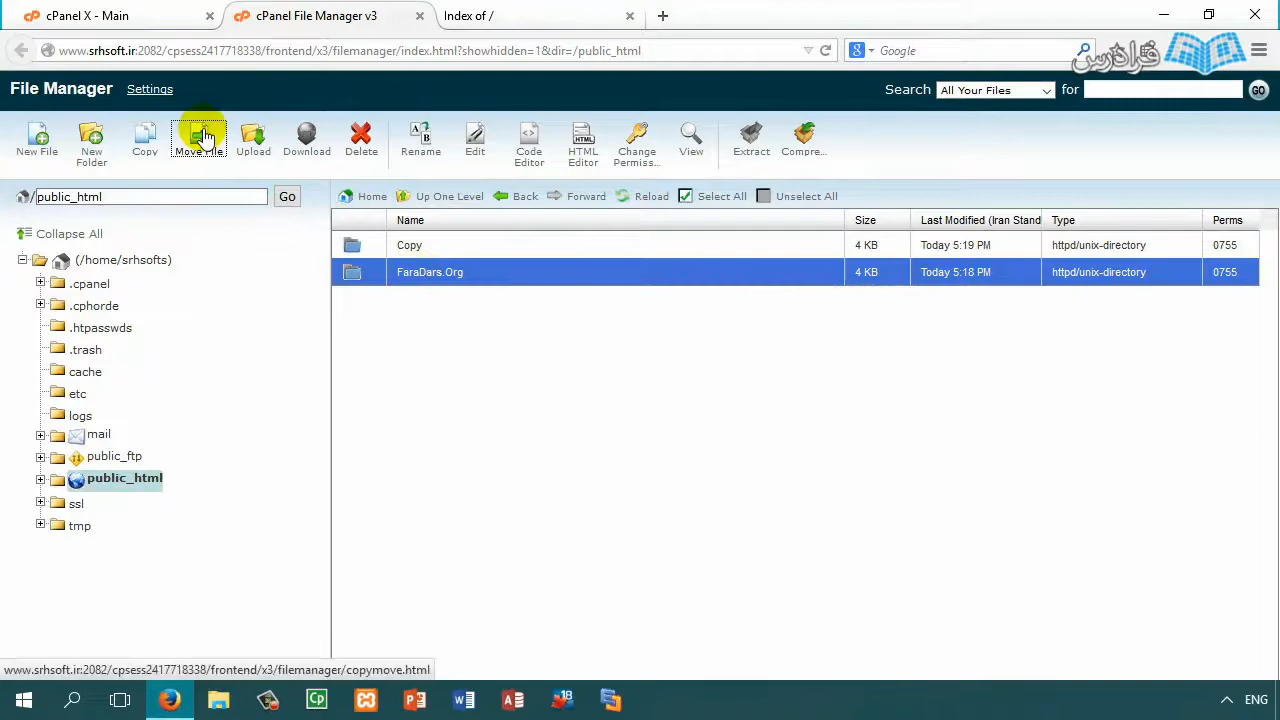 cPanel X - Main
cPanel File Manager v3
Index of /
www.srhsoft.ir:2082/cpsess2417718338/frontend/x3/filemanager/index.html?showhidden=1&dir=/public_html
Google
فرادرس
File Manager
Settings
Search
All Your Files
for
GO
New File
New Folder
Copy
Move File
Upload
Download
Delete
Rename
Edit
Code Editor
HTML Editor
Change Permiss...
View
Extract
Compre...
/public_html
Go
Home
Up One Level
Back
Forward
Reload
Select All
Unselect All
Collapse All
(/home/srhsofts)
.cpanel
.cphorde
.htpasswds
.trash
cache
etc
logs
mail
public_ftp
public_html
ssl
tmp
Name Size Last Modified (Iran Stand Type Perms
Copy 4 KB Today 5:19 PM httpd/unix-directory 0755
FaraDars.Org 4 KB Today 5:18 PM httpd/unix-directory 0755
www.srhsoft.ir:2082/cpsess2417718338/frontend/x3/filemanager/copymove.html
ENG